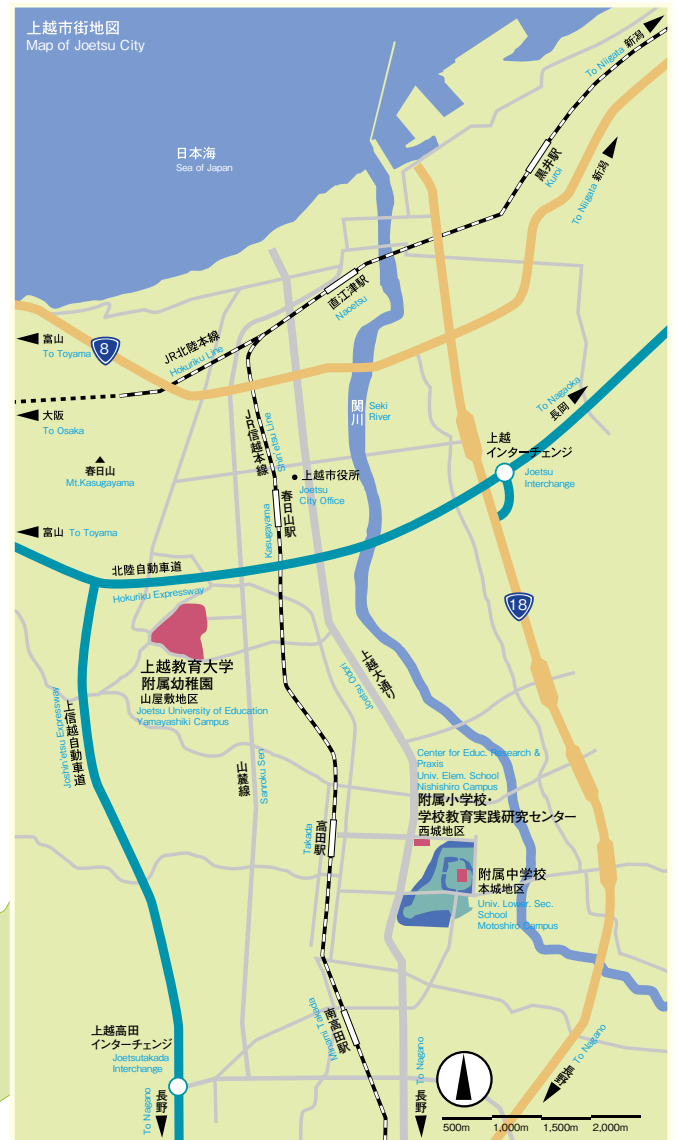 上越市街地図
Map of Joetsu City
To Niigata 新潟
日本海
Sea of Japan
黒井駅
Kuroi
To Niigata 新潟
直江津駅
Naoetsu
富山
To Toyama
8
JR北陸本線
Hokuriku Line
大阪
To Osaka
関川
Seki
River
To Nagaoka
長岡
JR信越本線
Shin'etsu Line
上越
インターチェンジ
Joetsu
Interchange
春日山
Mt.Kasugayama
上越市役所
Joetsu
City Office
春日山駅
Kasugayama
富山 To Toyama
北陸自動車道
Hokuriku Expressway
18
上越教育大学
附属幼稚園
山屋敷地区
Joetsu University of Education
Yamayashiki Campus
上越大通り
Joetsu Odori
上信越自動車道
Joshin'etsu Expressway
山麓線
Sanroku Sen
Center for Educ. Research &
Praxis
Univ. Elem. School
Nishishiro Campus
附属小学校・
学校教育実践研究センター
西城地区
高田駅
Takada
附属中学校
本城地区
Univ. Lower. Sec.
School
Motoshiro Campus
上越高田
インターチェンジ
Joetsutakada
Interchange
南高田駅
Minami Takada
長野
To Nagano
長野
To Nagano
長野
To Nagano
500m 1,000m 1,500m 2,000m